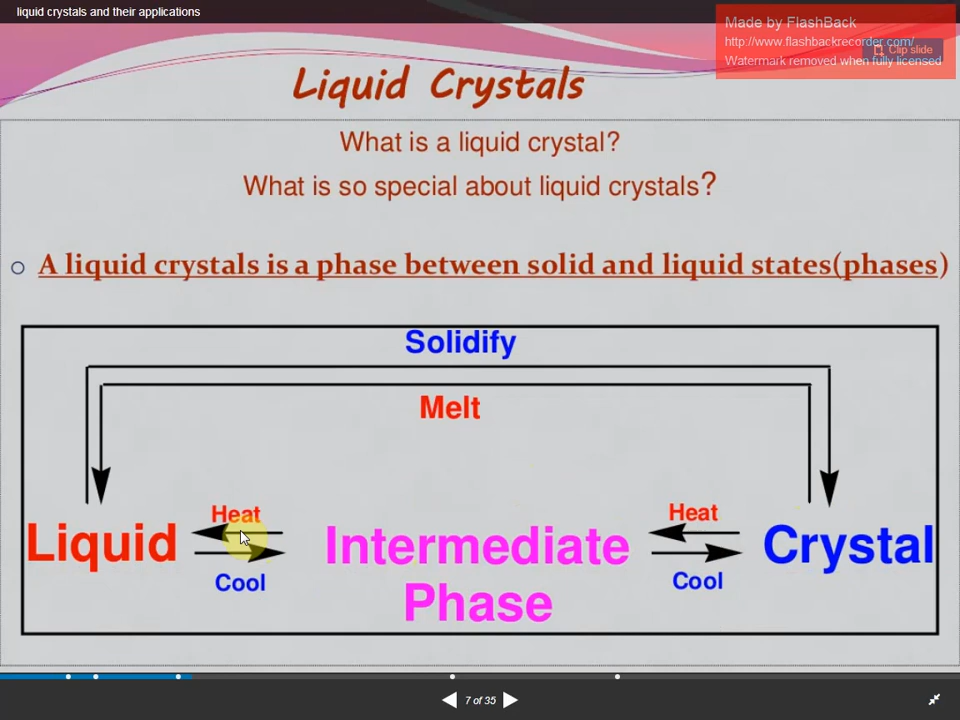 liquid crystals and their applications
Made by FlashBack
http://www.flashbackrecorder.com/
Clip slide
Watermark removed when fully licensed
Liquid Crystals
What is a liquid crystal?
What is so special about liquid crystals?
A liquid crystals is a phase between solid and liquid states(phases)
Solidify
Melt
Heat
Heat
Liquid
Intermediate
Crystal
Cool
Cool
Phase
7 of 35